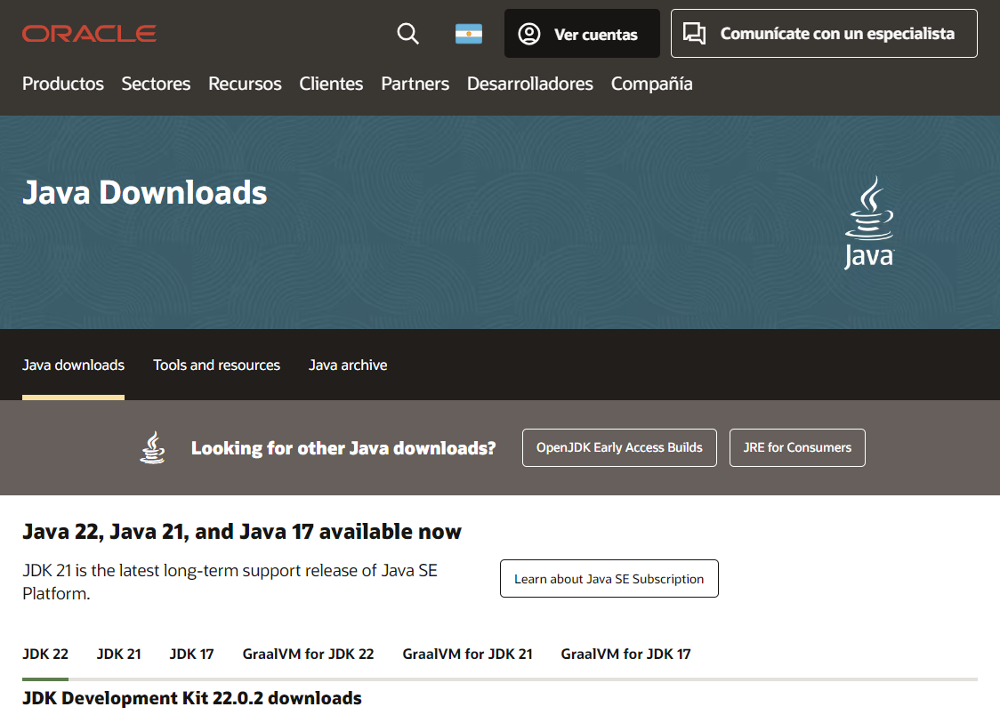 ORACLE
Ver cuentas
Comunícate con un especialista
Productos Sectores Recursos Clientes Partners Desarrolladores Compañía
Java Downloads
Java
Java downloads Tools and resources Java archive
Looking for other Java downloads? OpenJDK Early Access Builds JRE for Consumers
Java 22, Java 21, and Java 17 available now
JDK 21 is the latest long-term support release of Java SE
Platform.
Learn about Java SE Subscription
JDK 22 JDK 21 JDK 17 GraalVM for JDK 22 GraalVM for JDK 21 GraalVM for JDK 17
JDK Development Kit 22.0.2 downloads